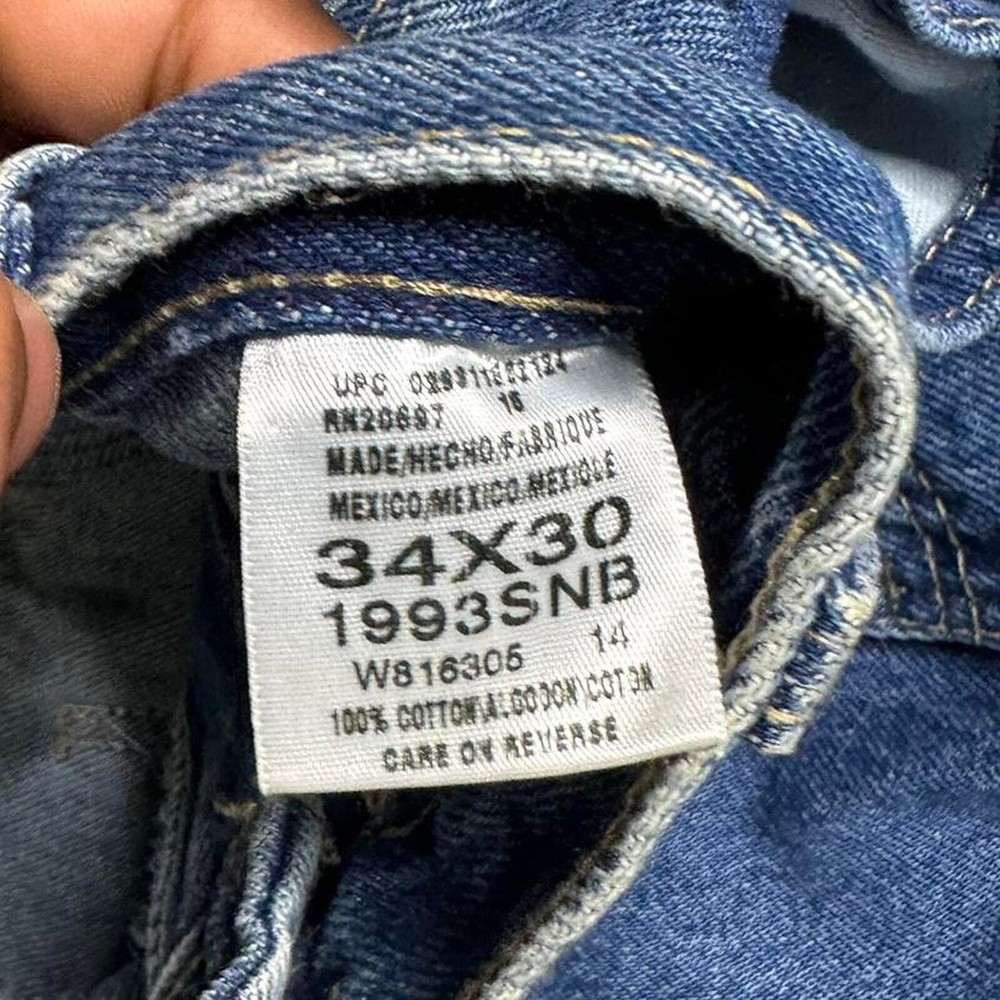 UPC
RN20697 16
MADE/HECHO/FABRIQUE
MEXICO/MEXICO/MEXIQUE
34X30
1993SNB
W816305 14
100% COTTON\ALGODON\COTON
CARE ON REVERSE